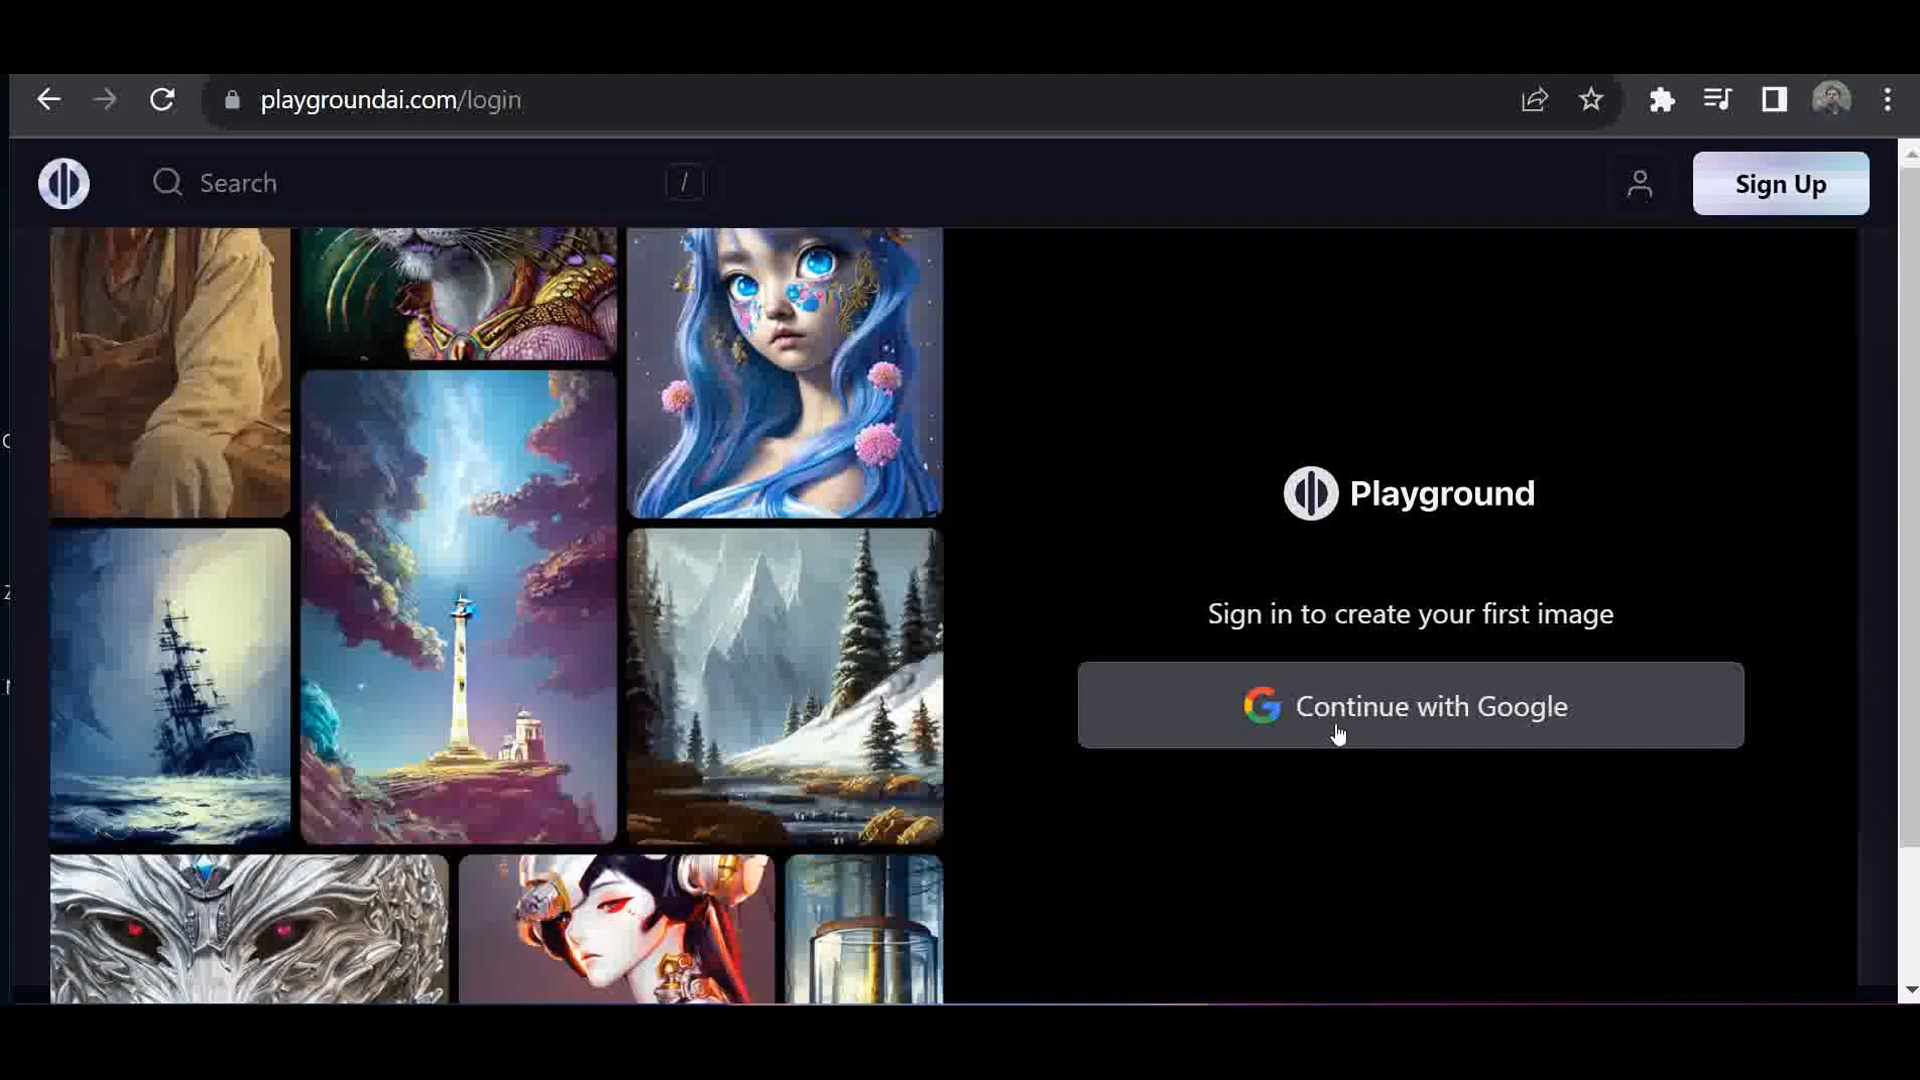 playgroundai.com/login
Search
/
Sign Up
Playground
Sign in to create your first image
Continue with Google